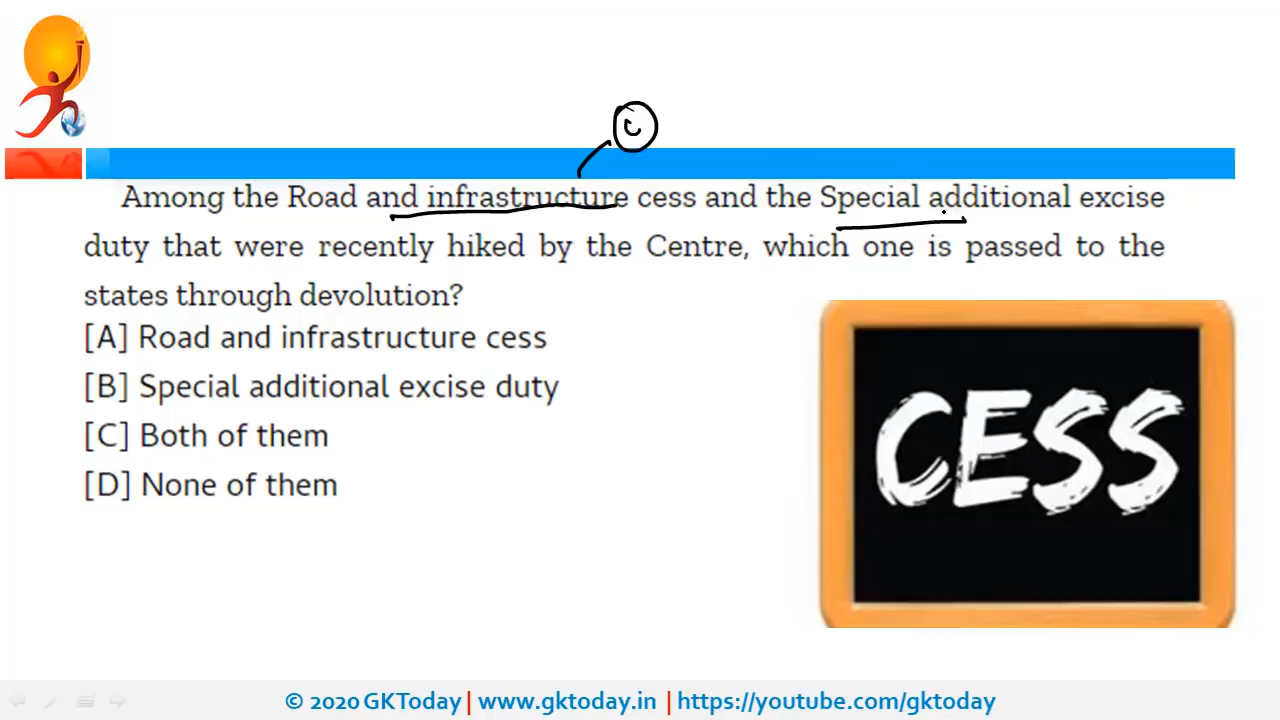 Among the Road and infrastructure cess and the Special additional excise
duty that were recently hiked by the Centre, which one is passed to the
states through devolution?
[A] Road and infrastructure cess
[B] Special additional excise duty
[C] Both of them
[D] None of them
CESS
© 2020 GKToday | www.gktoday.in | https://youtube.com/gktoday